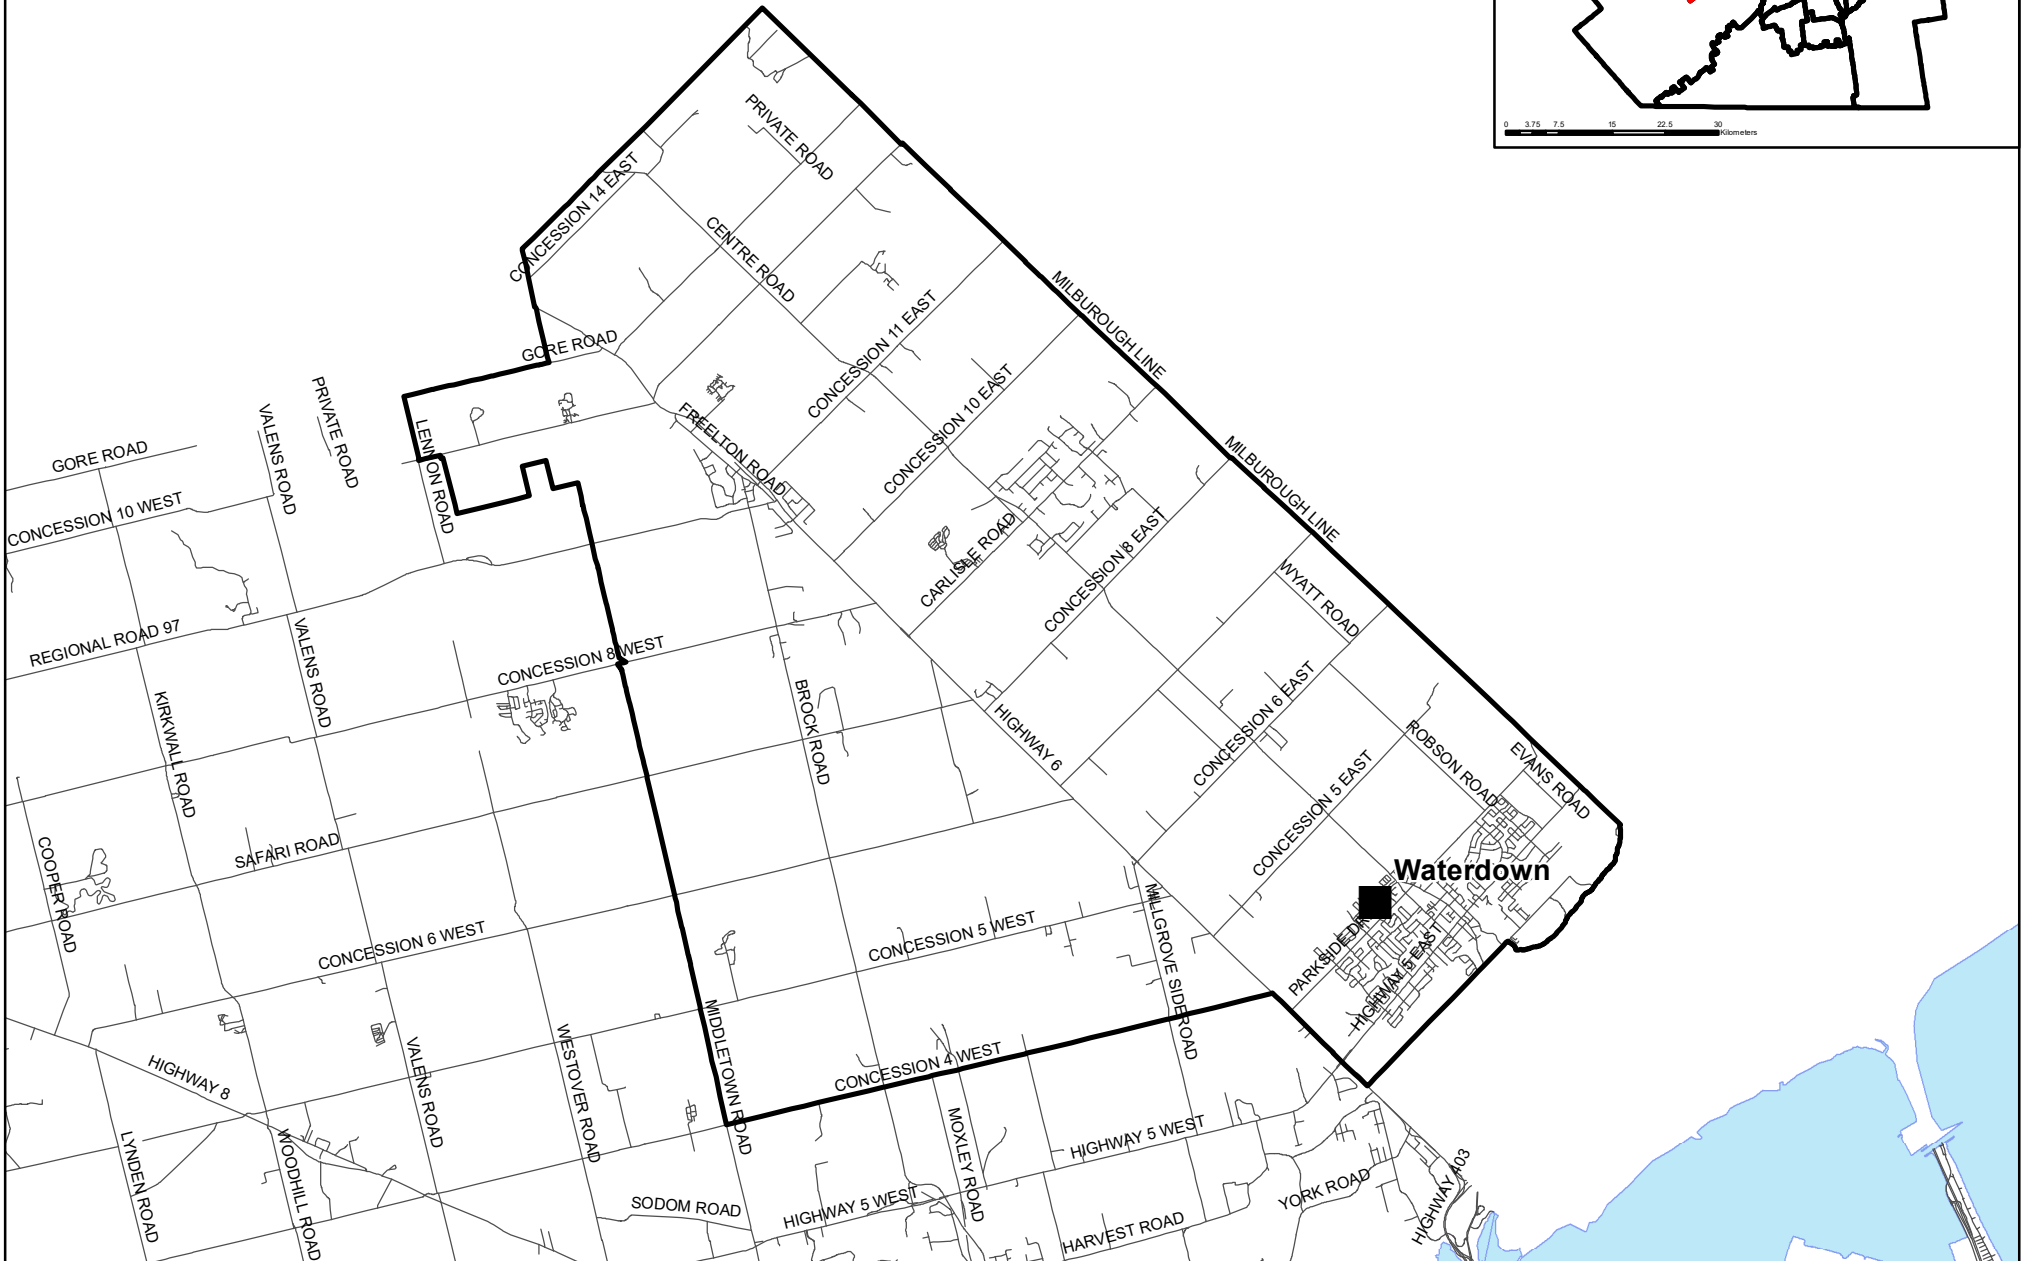 0 3.75 7.5 15 22.5 30
Kilometers
PRIVATE ROAD
CONCESSION 14 EAST
CENTRE ROAD
MILBOROUGH LINE
CONCESSION 11 EAST
GORE ROAD
CONCESSION 10 EAST
PRIVATE ROAD
VALENS ROAD
LENNON ROAD
FREELTON ROAD
GORE ROAD
MILBUROUGH LINE
CONCESSION 10 WEST
CARLISLE ROAD
CONCESSION 8 EAST
WYATT ROAD
REGIONAL ROAD 97
VALENS ROAD
CONCESSION 8 WEST
KIRKWALL ROAD
BROCK ROAD
HIGHWAY 6
CONCESSION 6 EAST
ROBSON ROAD
EVANS ROAD
CONCESSION 5 EAST
COOPER ROAD
SAFARI ROAD
Waterdown
MILLGROVE SIDEROAD
CONCESSION 6 WEST
CONCESSION 5 WEST
PARKSIDE DR
HIGHWAY 5 EAST
MIDDLETOWN ROAD
WESTOVER ROAD
VALENS ROAD
CONCESSION 4 WEST
HIGHWAY 8
LYNDEN ROAD
WOODHILL ROAD
MOXLEY ROAD
HIGHWAY 5 WEST
SODOM ROAD
HIGHWAY 5 WEST
HARVEST ROAD
YORK ROAD
HIGHWAY 403